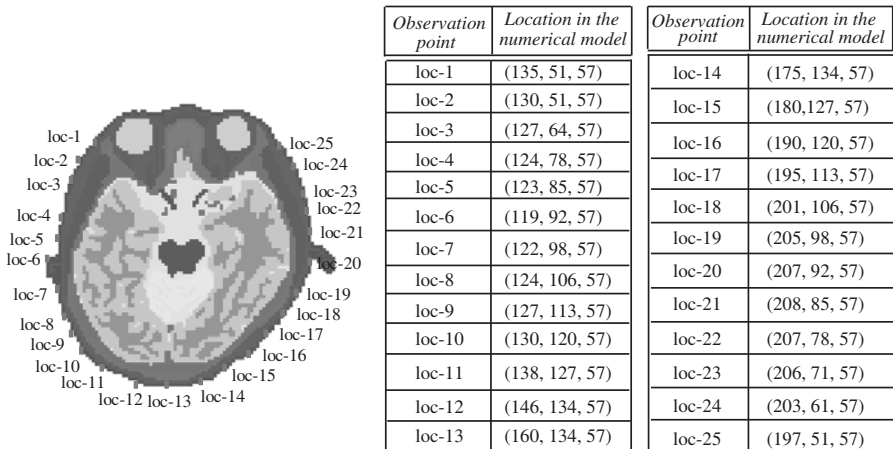 loc-1
loc-2
loc-3
loc-4
loc-5
loc-6
loc-7
loc-8
loc-9
loc-10
loc-11
loc-12
loc-13
loc-14
loc-15
loc-16
loc-17
loc-18
loc-19
loc-20
loc-21
loc-22
loc-23
loc-24
loc-25
Observation point Location in the numerical model
loc-1 (135, 51, 57)
loc-2 (130, 51, 57)
loc-3 (127, 64, 57)
loc-4 (124, 78, 57)
loc-5 (123, 85, 57)
loc-6 (119, 92, 57)
loc-7 (122, 98, 57)
loc-8 (124, 106, 57)
loc-9 (127, 113, 57)
loc-10 (130, 120, 57)
loc-11 (138, 127, 57)
loc-12 (146, 134, 57)
loc-13 (160, 134, 57)
Observation point Location in the numerical model
loc-14 (175, 134, 57)
loc-15 (180,127, 57)
loc-16 (190, 120, 57)
loc-17 (195, 113, 57)
loc-18 (201, 106, 57)
loc-19 (205, 98, 57)
loc-20 (207, 92, 57)
loc-21 (208, 85, 57)
loc-22 (207, 78, 57)
loc-23 (206, 71, 57)
loc-24 (203, 61, 57)
loc-25 (197, 51, 57)